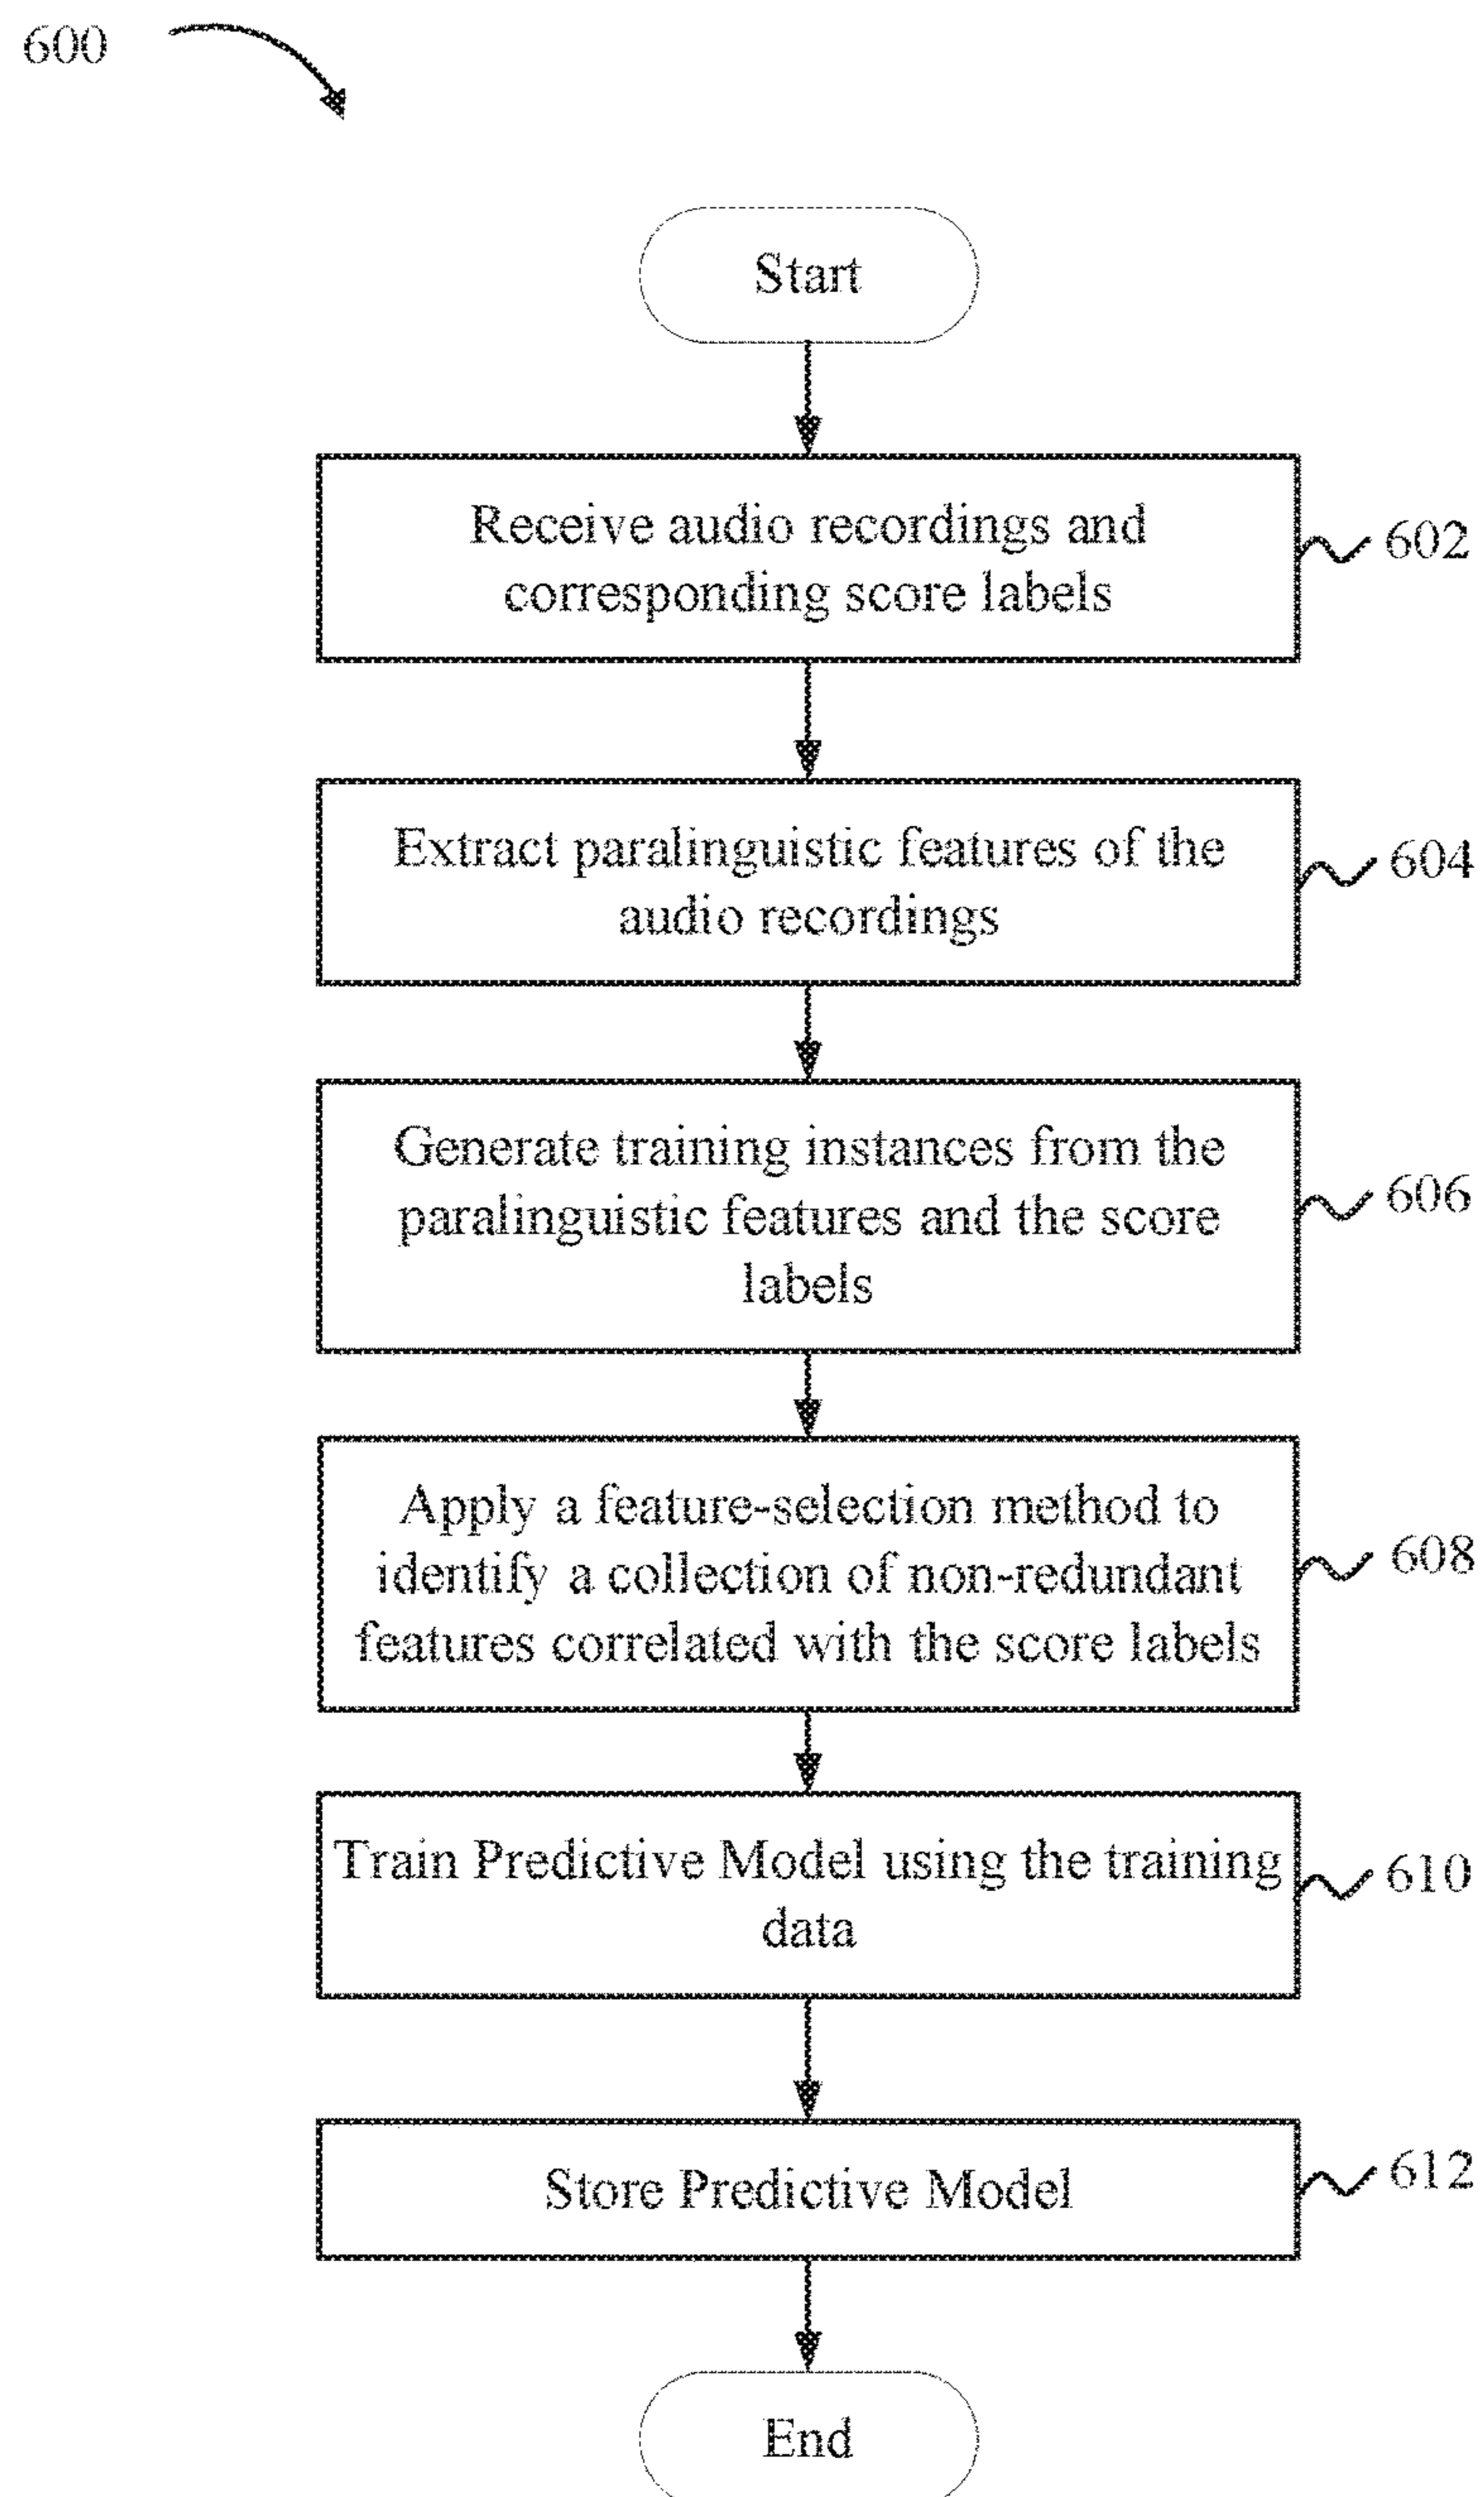 600
Start
Receive audio recordings and
corresponding score labels
602
Extract paralinguistic features of the
audio recordings
604
Generate training instances from the
paralinguistic features and the score
labels
606
Apply a feature-selection method to
identify a collection of non-redundant
features correlated with the score labels
608
Train Predictive Model using the training
data
610
Store Predictive Model
612
End